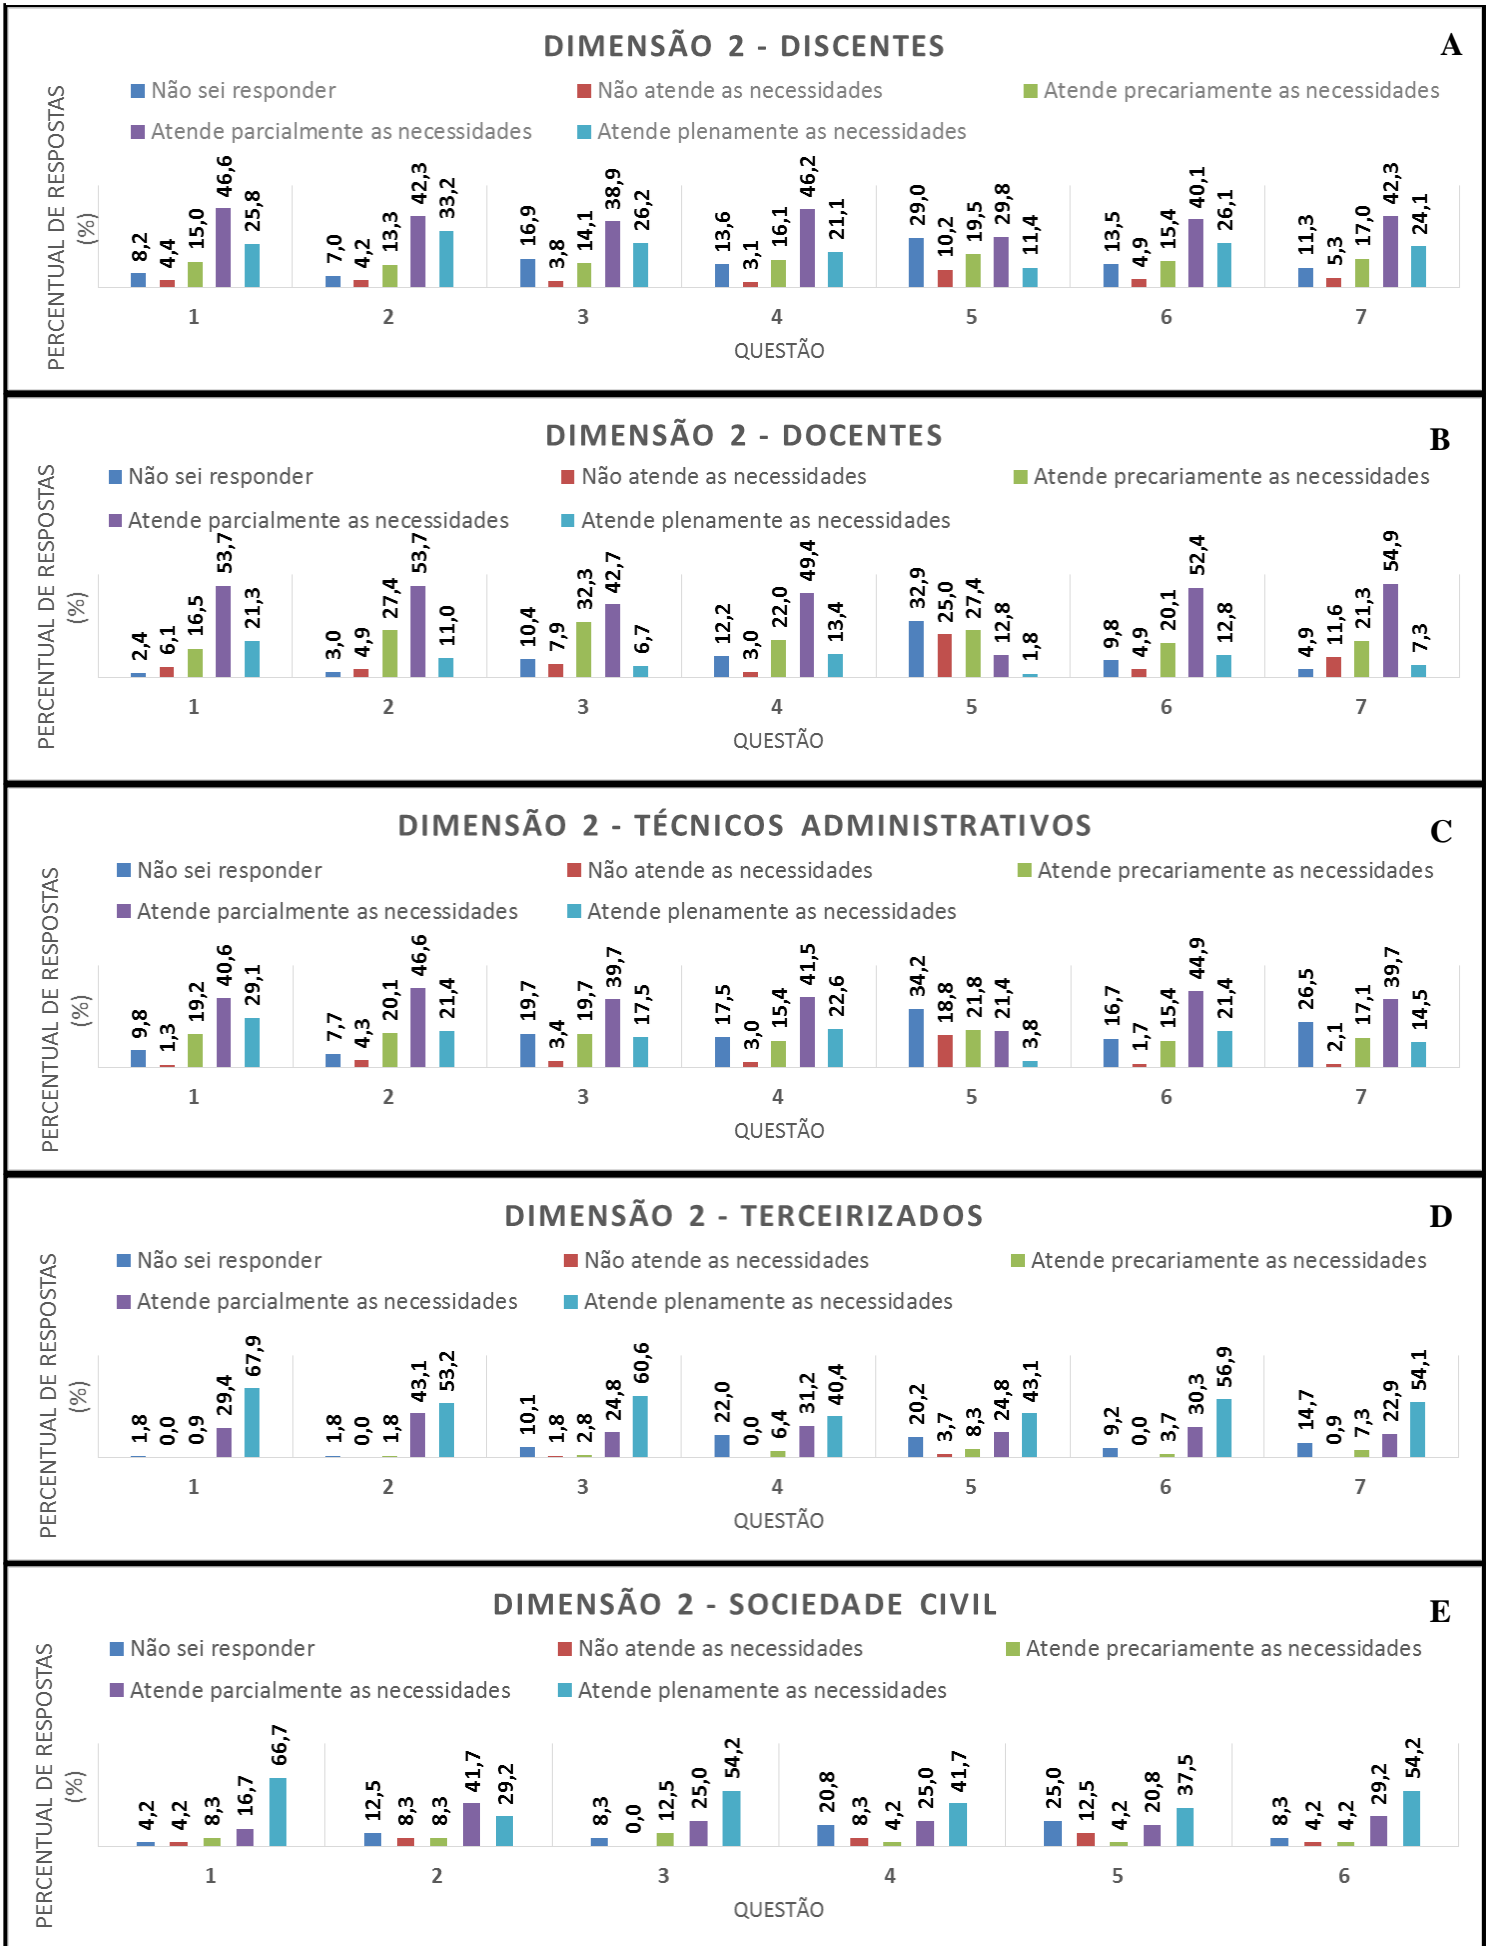 DIMENSÃO 2 - DISCENTES
A
PERCENTUAL DE RESPOSTAS
(%)
Não sei responder
Não atende as necessidades
Atende precariamente as necessidades
Atende parcialmente as necessidades
Atende plenamente as necessidades
8,2 4,4 15,0 46,6 25,8
7,0 4,2 13,3 42,3 33,2
16,9 3,8 14,1 38,9 26,2
13,6 3,1 16,1 46,2 21,1
29,0 10,2 19,5 29,8 11,4
13,5 4,9 15,4 40,1 26,1
11,3 5,3 17,0 42,3 24,1
1 2 3 4 5 6 7
QUESTÃO
DIMENSÃO 2 - DOCENTES
B
PERCENTUAL DE RESPOSTAS
(%)
Não sei responder
Não atende as necessidades
Atende precariamente as necessidades
Atende parcialmente as necessidades
Atende plenamente as necessidades
2,4 6,1 16,5 53,7 21,3
3,0 4,9 27,4 53,7 11,0
10,4 7,9 32,3 42,7 6,7
12,2 3,0 22,0 49,4 13,4
32,9 25,0 27,4 12,8 1,8
9,8 4,9 20,1 52,4 12,8
4,9 11,6 21,3 54,9 7,3
1 2 3 4 5 6 7
QUESTÃO
DIMENSÃO 2 - TÉCNICOS ADMINISTRATIVOS
C
PERCENTUAL DE RESPOSTAS
(%)
Não sei responder
Não atende as necessidades
Atende precariamente as necessidades
Atende parcialmente as necessidades
Atende plenamente as necessidades
9,8 1,3 19,2 40,6 29,1
7,7 4,3 20,1 46,6 21,4
19,7 3,4 19,7 39,7 17,5
17,5 3,0 15,4 41,5 22,6
34,2 18,8 21,8 21,4 3,8
16,7 1,7 15,4 44,9 21,4
26,5 2,1 17,1 39,7 14,5
1 2 3 4 5 6 7
QUESTÃO
DIMENSÃO 2 - TERCEIRIZADOS
D
PERCENTUAL DE RESPOSTAS
(%)
Não sei responder
Não atende as necessidades
Atende precariamente as necessidades
Atende parcialmente as necessidades
Atende plenamente as necessidades
1,8 0,0 0,9 29,4 67,9
1,8 0,0 1,8 43,1 53,2
10,1 1,8 2,8 24,8 60,6
22,0 0,0 6,4 31,2 40,4
20,2 3,7 8,3 24,8 43,1
9,2 0,0 3,7 30,3 56,9
14,7 0,9 7,3 22,9 54,1
1 2 3 4 5 6 7
QUESTÃO
DIMENSÃO 2 - SOCIEDADE CIVIL
E
PERCENTUAL DE RESPOSTAS
(%)
Não sei responder
Não atende as necessidades
Atende precariamente as necessidades
Atende parcialmente as necessidades
Atende plenamente as necessidades
4,2 4,2 8,3 16,7 66,7
12,5 8,3 8,3 41,7 29,2
8,3 0,0 12,5 25,0 54,2
20,8 8,3 4,2 25,0 41,7
25,0 12,5 4,2 20,8 37,5
8,3 4,2 4,2 29,2 54,2
1 2 3 4 5 6
QUESTÃO